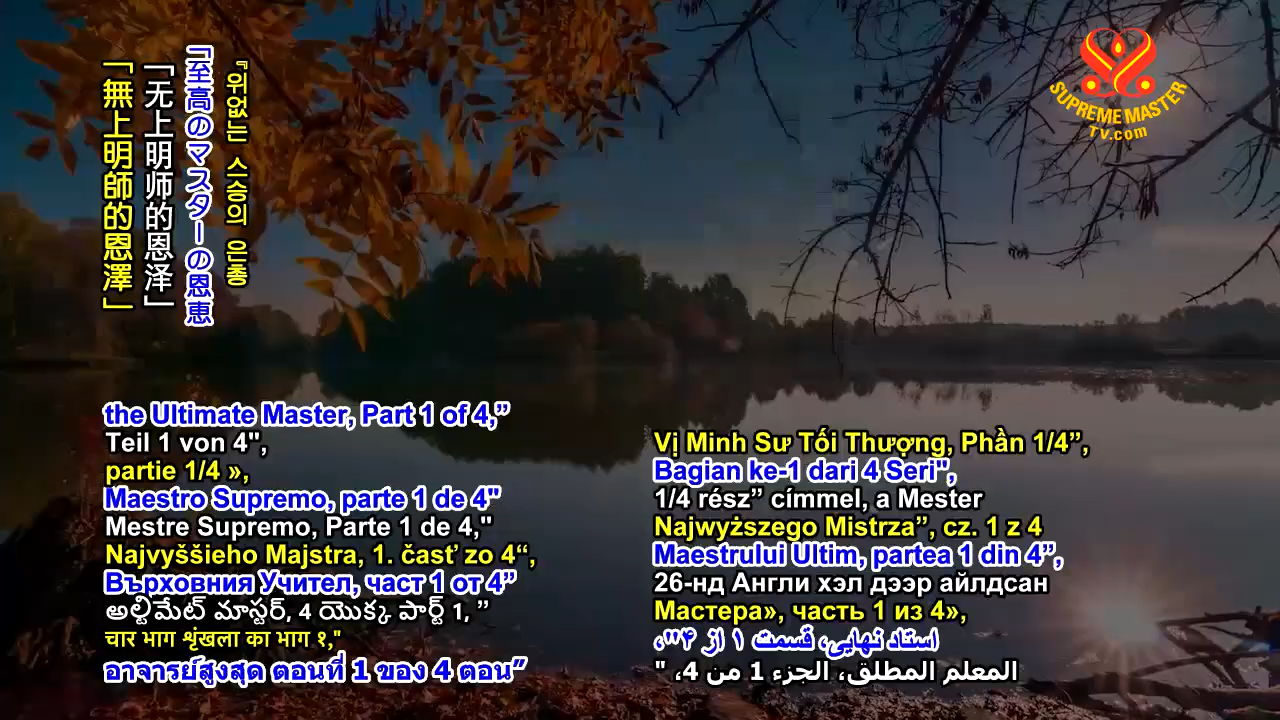 「無上明師的恩澤」
「无上明师的恩泽」
「至高のマスターの恩恵
『위없는 스승의 은총
SUPREME MASTER
TV.com
the Ultimate Master, Part 1 of 4,”
Teil 1 von 4",
partie 1/4 »,
Maestro Supremo, parte 1 de 4"
Mestre Supremo, Parte 1 de 4,"
Najvyššieho Majstra, 1. časť zo 4“,
Върховния Учител, част 1 от 4”
అల్టిమేట్ మాస్టర్, 4 యొక్క పార్ట్ 1, ”
चार भाग श्रृंखला का भाग १,"
อาจารย์สูงสุด ตอนที่ 1 ของ 4 ตอน”
Vị Minh Sư Tối Thượng, Phần 1/4”,
Bagian ke-1 dari 4 Seri",
1/4 rész” címmel, a Mester
Najwyższego Mistrza”, cz. 1 z 4
Maestrului Ultim, partea 1 din 4”,
26-нд Англи хэл дээр айлдсан
Мастера», часть 1 из 4»,
استاد نهایی، قسمت ۱ از ۴"،
المعلم المطلق، الجزء 1 من 4، "